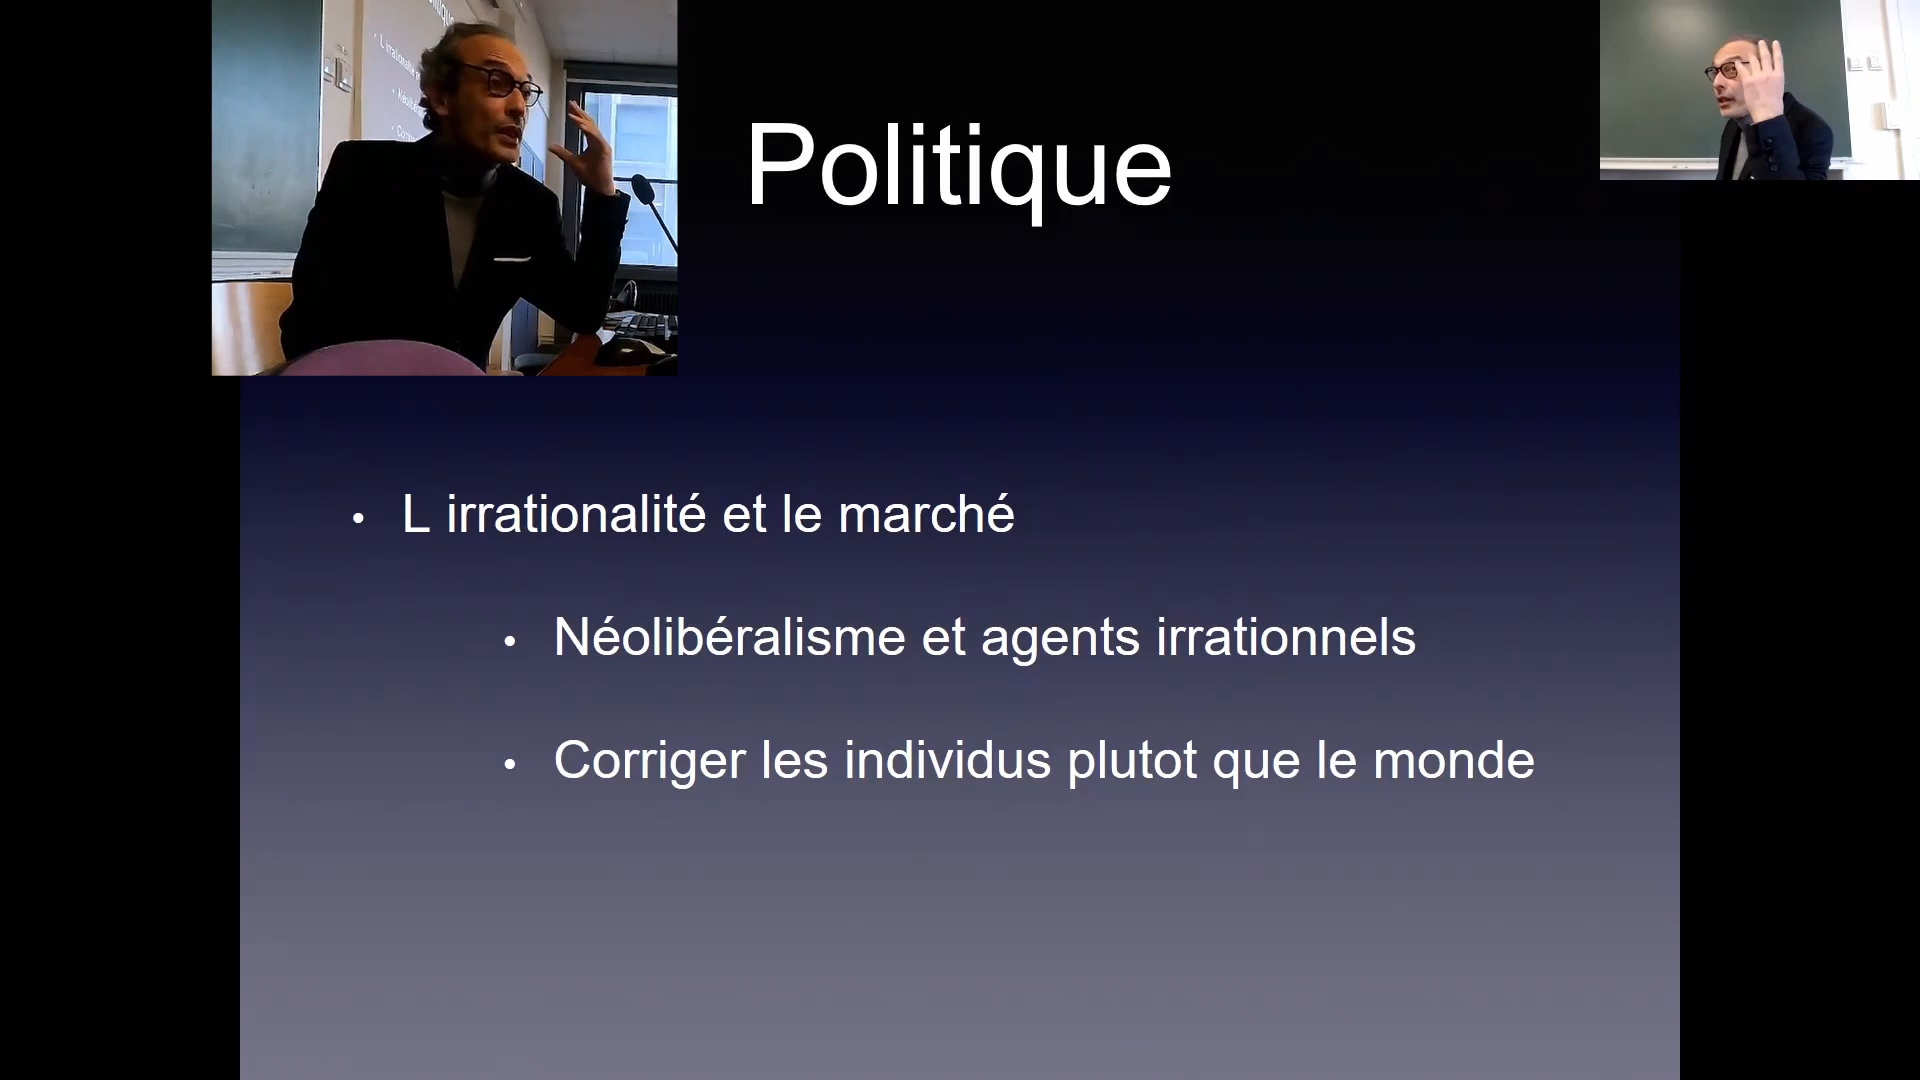 Politique
L irrationalité et le marché
Néolibéralisme et agents irrationnels
Corriger les individus plutot que le monde